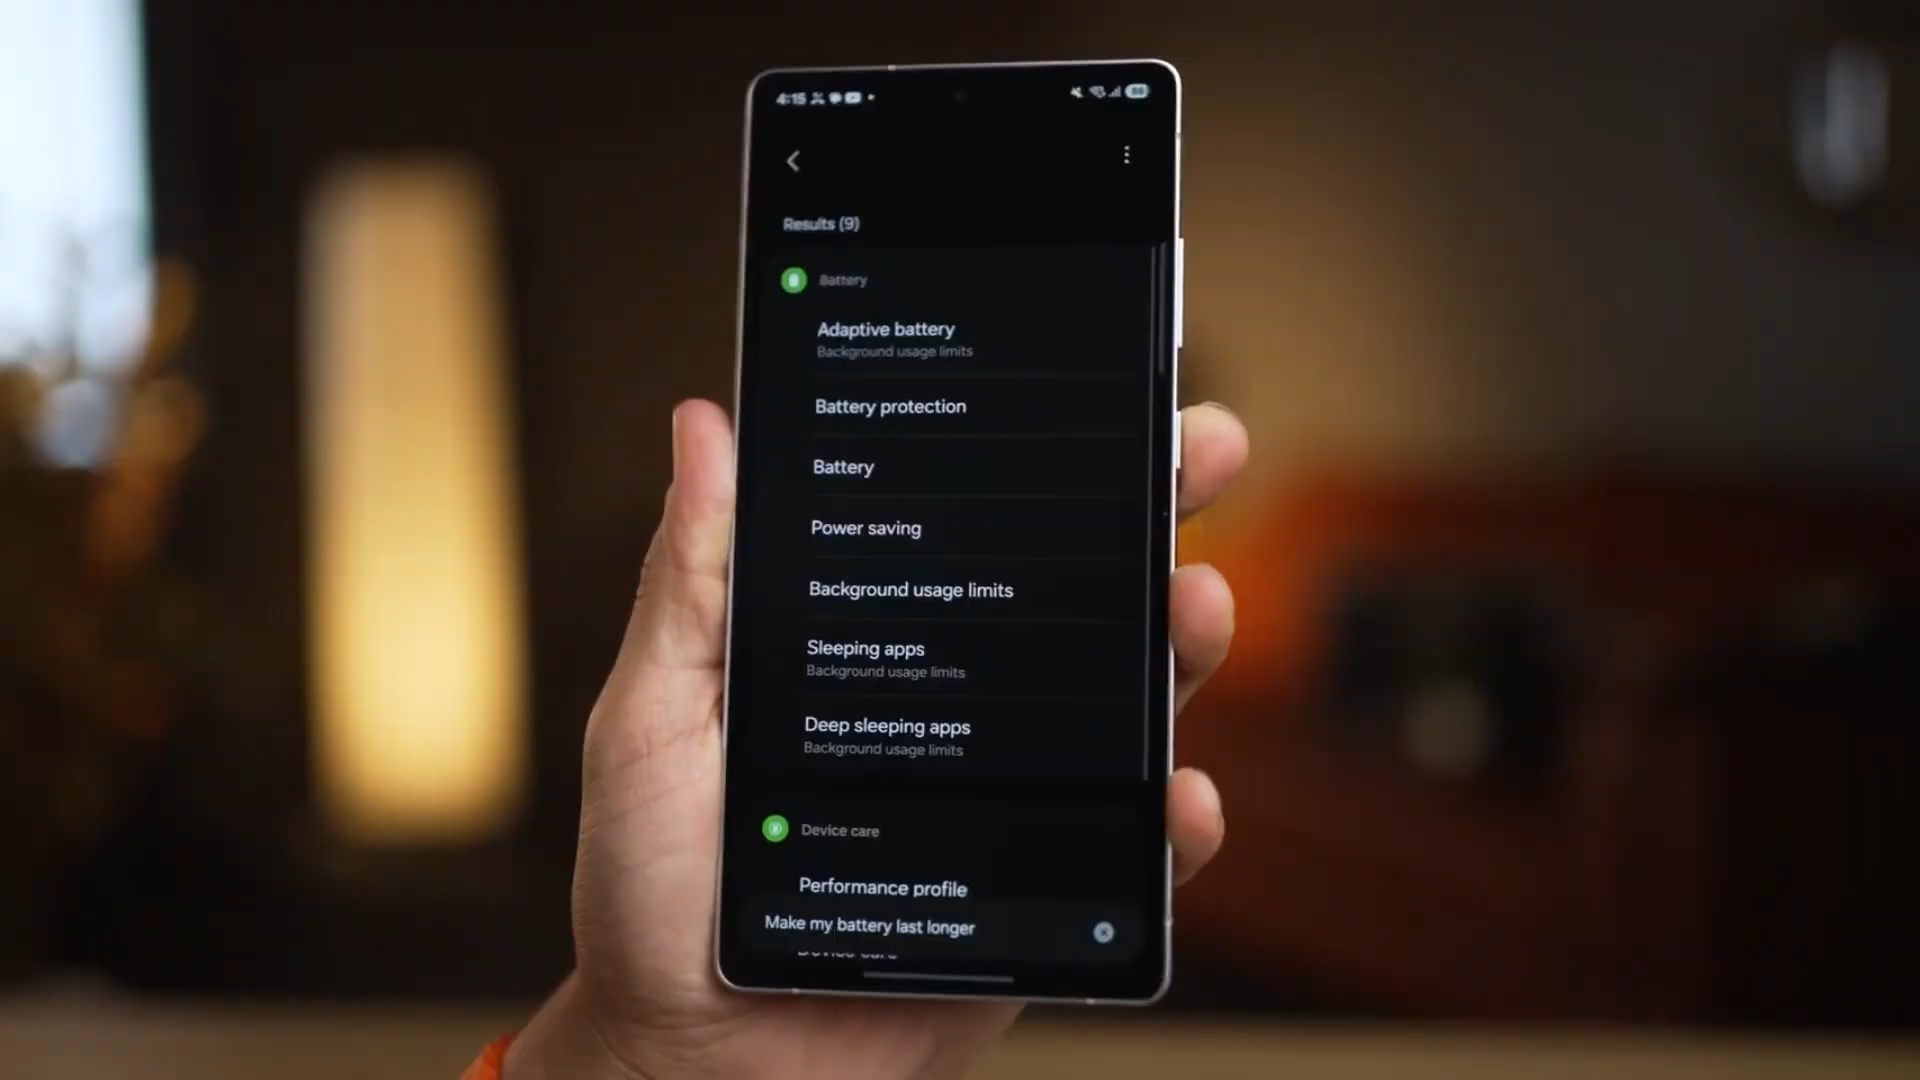 4:15
Results (9)
Battery
Adaptive battery
Background usage limits
Battery protection
Battery
Power saving
Background usage limits
Sleeping apps
Background usage limits
Deep sleeping apps
Background usage limits
Device care
Performance profile
Make my battery last longer